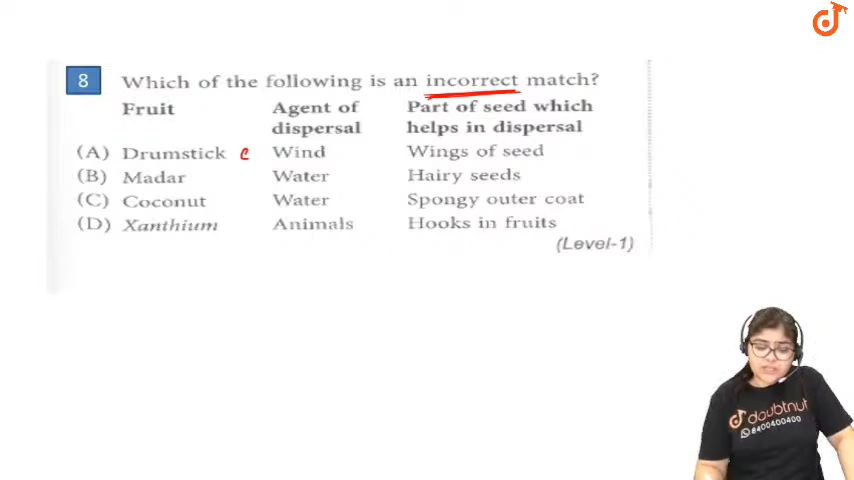 8 Which of the following is an incorrect match?
Fruit Agent of dispersal Part of seed which helps in dispersal
(A) Drumstick C Wind Wings of seed
(B) Madar Water Hairy seeds
(C) Coconut Water Spongy outer coat
(D) Xanthium Animals Hooks in fruits
(Level-1)
doubtnut
8400400400